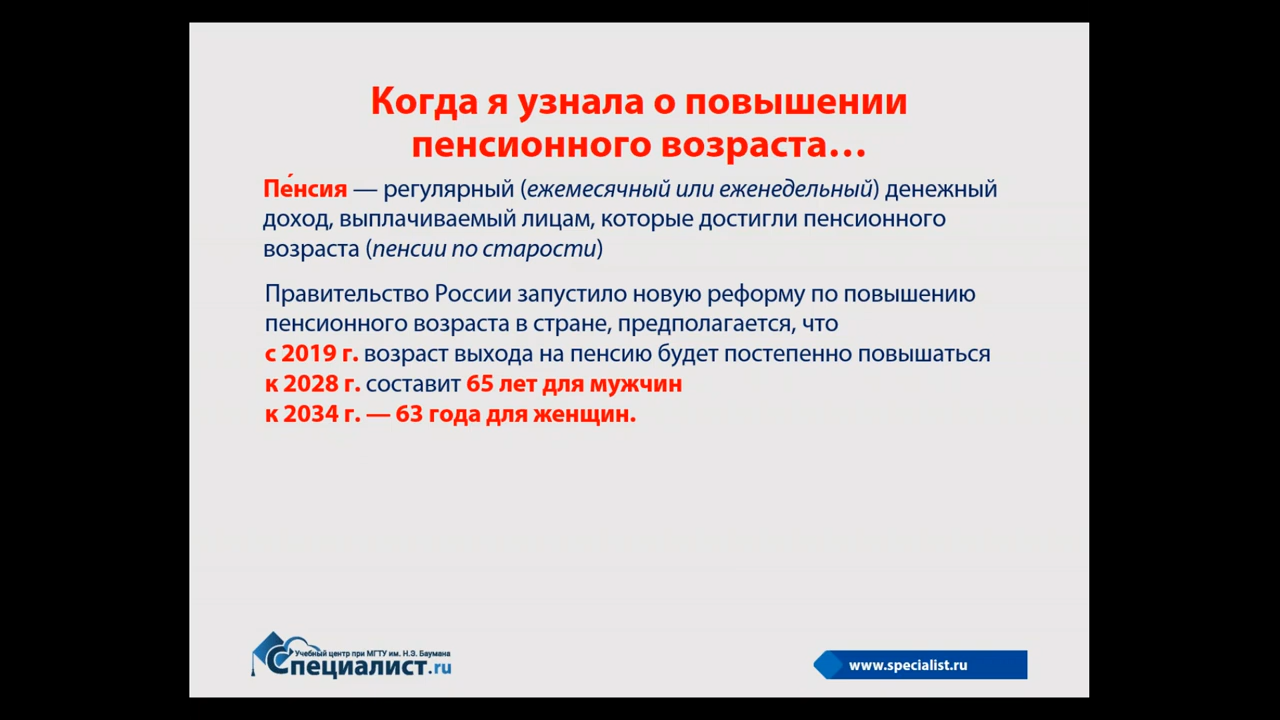 Когда я узнала о повышении
пенсионного возраста…
Пе́нсия — регулярный (ежемесячный или еженедельный) денежный
доход, выплачиваемый лицам, которые достигли пенсионного
возраста (пенсии по старости)
Правительство России запустило новую реформу по повышению
пенсионного возраста в стране, предполагается, что
с 2019 г. возраст выхода на пенсию будет постепенно повышаться
к 2028 г. составит 65 лет для мужчин
к 2034 г. — 63 года для женщин.
Учебный центр при МГТУ им. Н.Э. Баумана
Специалист.ru
www.specialist.ru